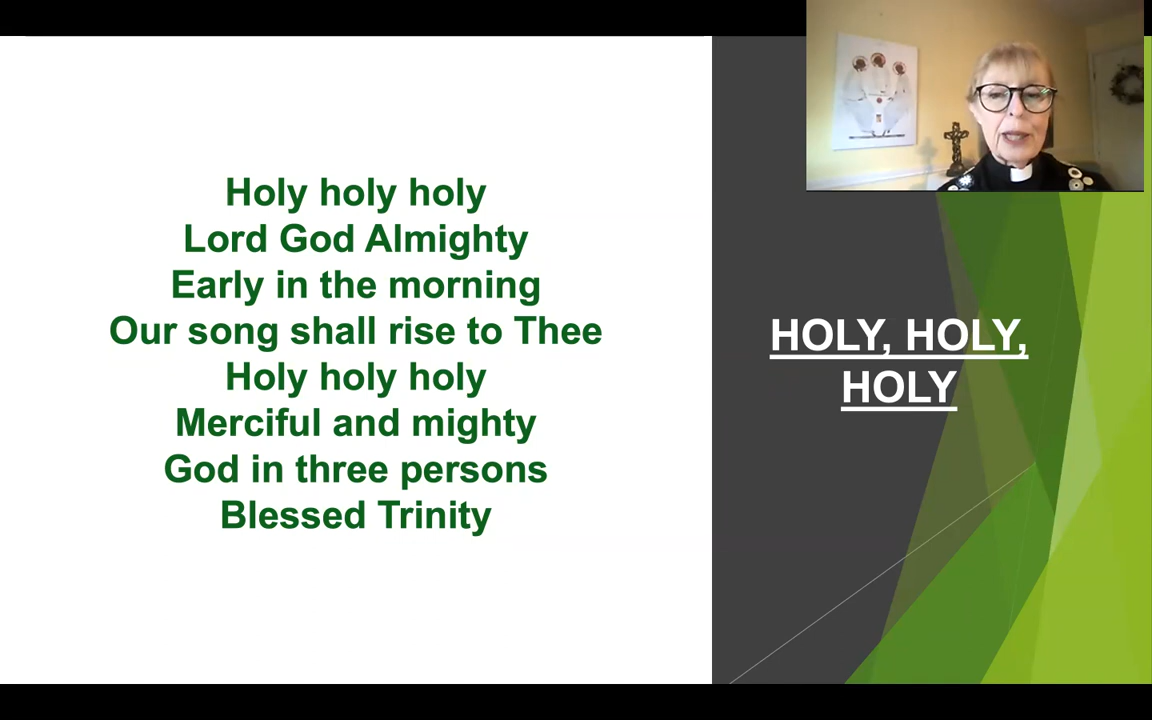 Holy holy holy
Lord God Almighty
Early in the morning
Our song shall rise to Thee
Holy holy holy
Merciful and mighty
God in three persons
Blessed Trinity
HOLY, HOLY,
HOLY